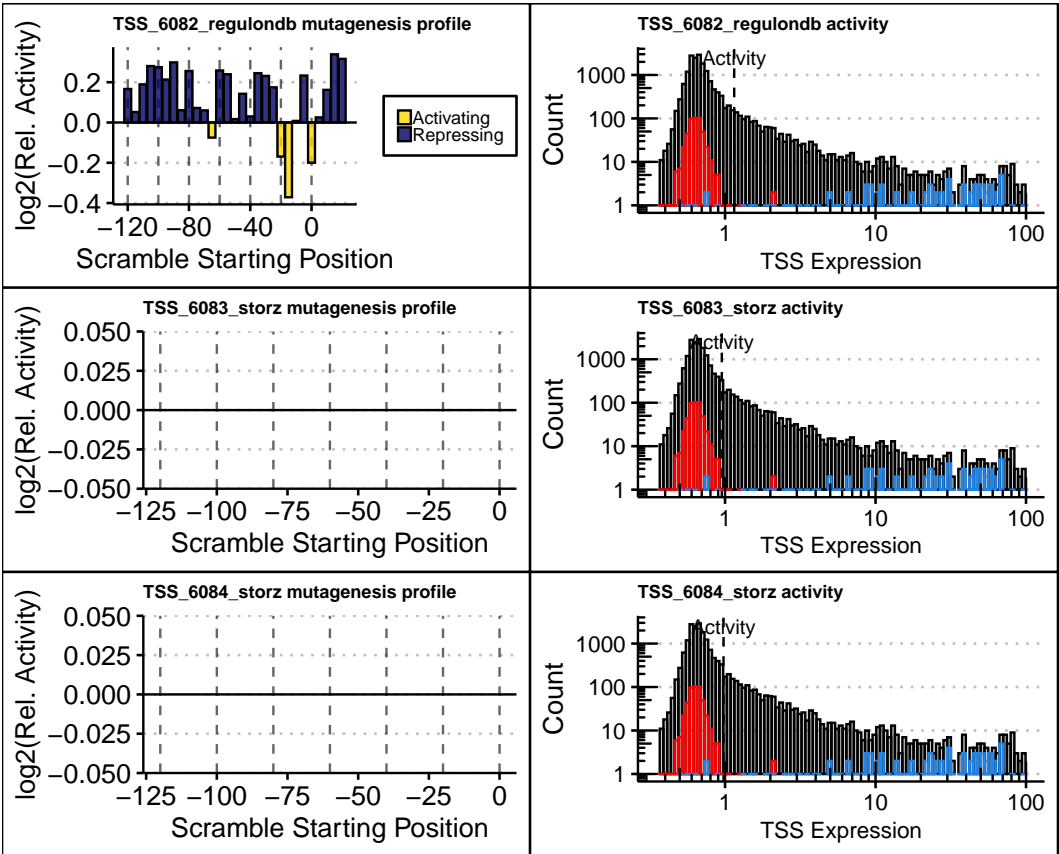 TSS_6082_regulondb mutagenesis profile
log2(Rel. Activity)
0.2
0.0
−0.2
−0.4
−120
−80
−40
0
Scramble Starting Position
Activating
Repressing
TSS_6082_regulondb activity
Activity
Count
1000
100
10
1
1
10
100
TSS Expression
TSS_6083_storz mutagenesis profile
log2(Rel. Activity)
0.050
0.025
0.000
−0.025
−0.050
−125
−100
−75
−50
−25
0
Scramble Starting Position
TSS_6083_storz activity
Activity
Count
1000
100
10
1
1
10
100
TSS Expression
TSS_6084_storz mutagenesis profile
log2(Rel. Activity)
0.050
0.025
0.000
−0.025
−0.050
−125
−100
−75
−50
−25
0
Scramble Starting Position
TSS_6084_storz activity
Activity
Count
1000
100
10
1
1
10
100
TSS Expression